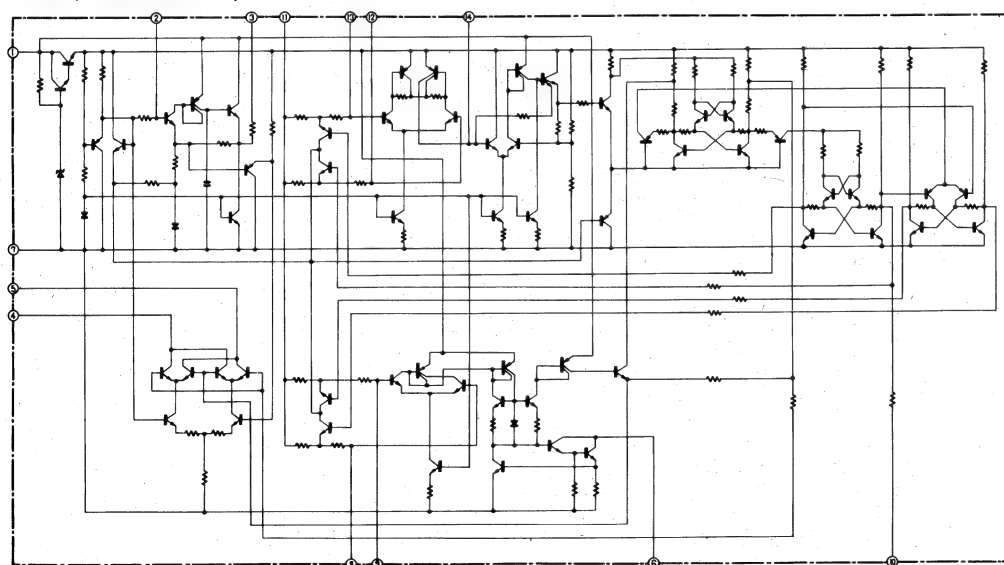 ② ③ ⑪ ⑬ ⑫ ⑭
①
⑦
⑤
④
⑧ ⑨ ⑥ ⑩